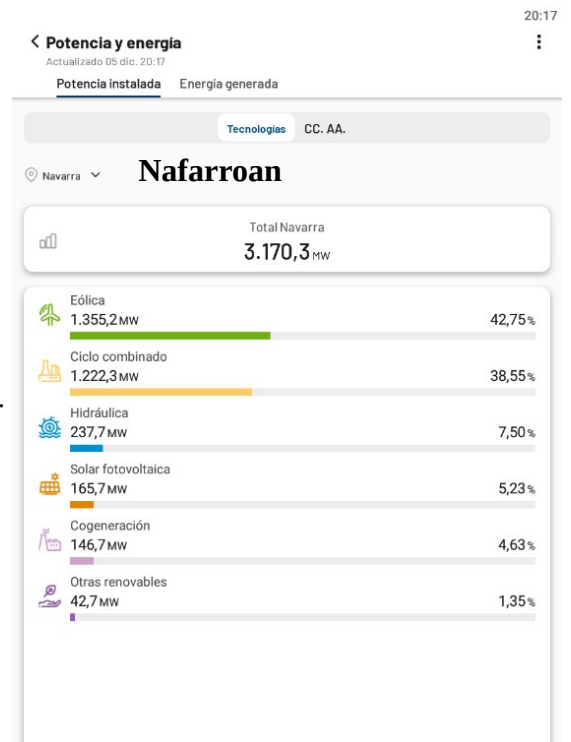 20:17
Potencia y energía
Actualizado 05 dic. 20:17
Potencia instalada Energía generada
Tecnologías CC. AA.
Navarra Nafarroan
Total Navarra
3.170,3 MW
Eólica
1.355,2 MW 42,75 %
Ciclo combinado
1.222,3 MW 38,55 %
Hidráulica
237,7 MW 7,50 %
Solar fotovoltaica
165,7 MW 5,23 %
Cogeneración
146,7 MW 4,63 %
Otras renovables
42,7 MW 1,35 %